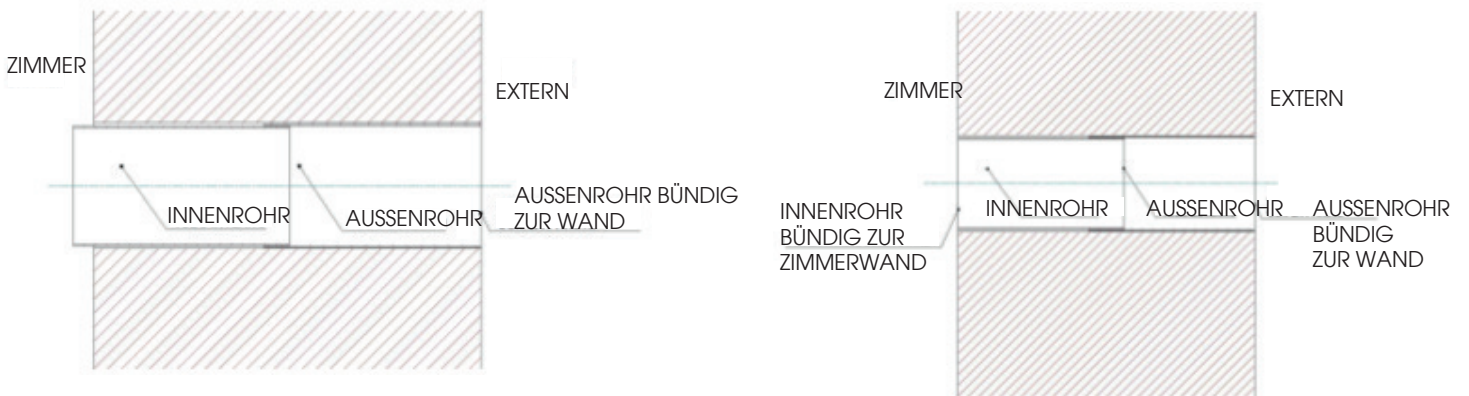 ZIMMER
EXTERN
INNENROHR
AUSSENROHR
AUSSENROHR BÜNDIG
ZUR WAND
ZIMMER
EXTERN
INNENROHR
BÜNDIG ZUR
ZIMMERWAND
INNENROHR
AUSSENROHR
AUSSENROHR
BÜNDIG
ZUR WAND